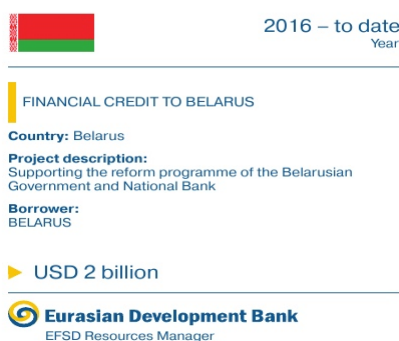 2016 – to date
Year
FINANCIAL CREDIT TO BELARUS
Country: Belarus
Project description:
Supporting the reform programme of the Belarusian
Government and National Bank
Borrower:
BELARUS
USD 2 billion
Eurasian Development Bank
EFSD Resources Manager